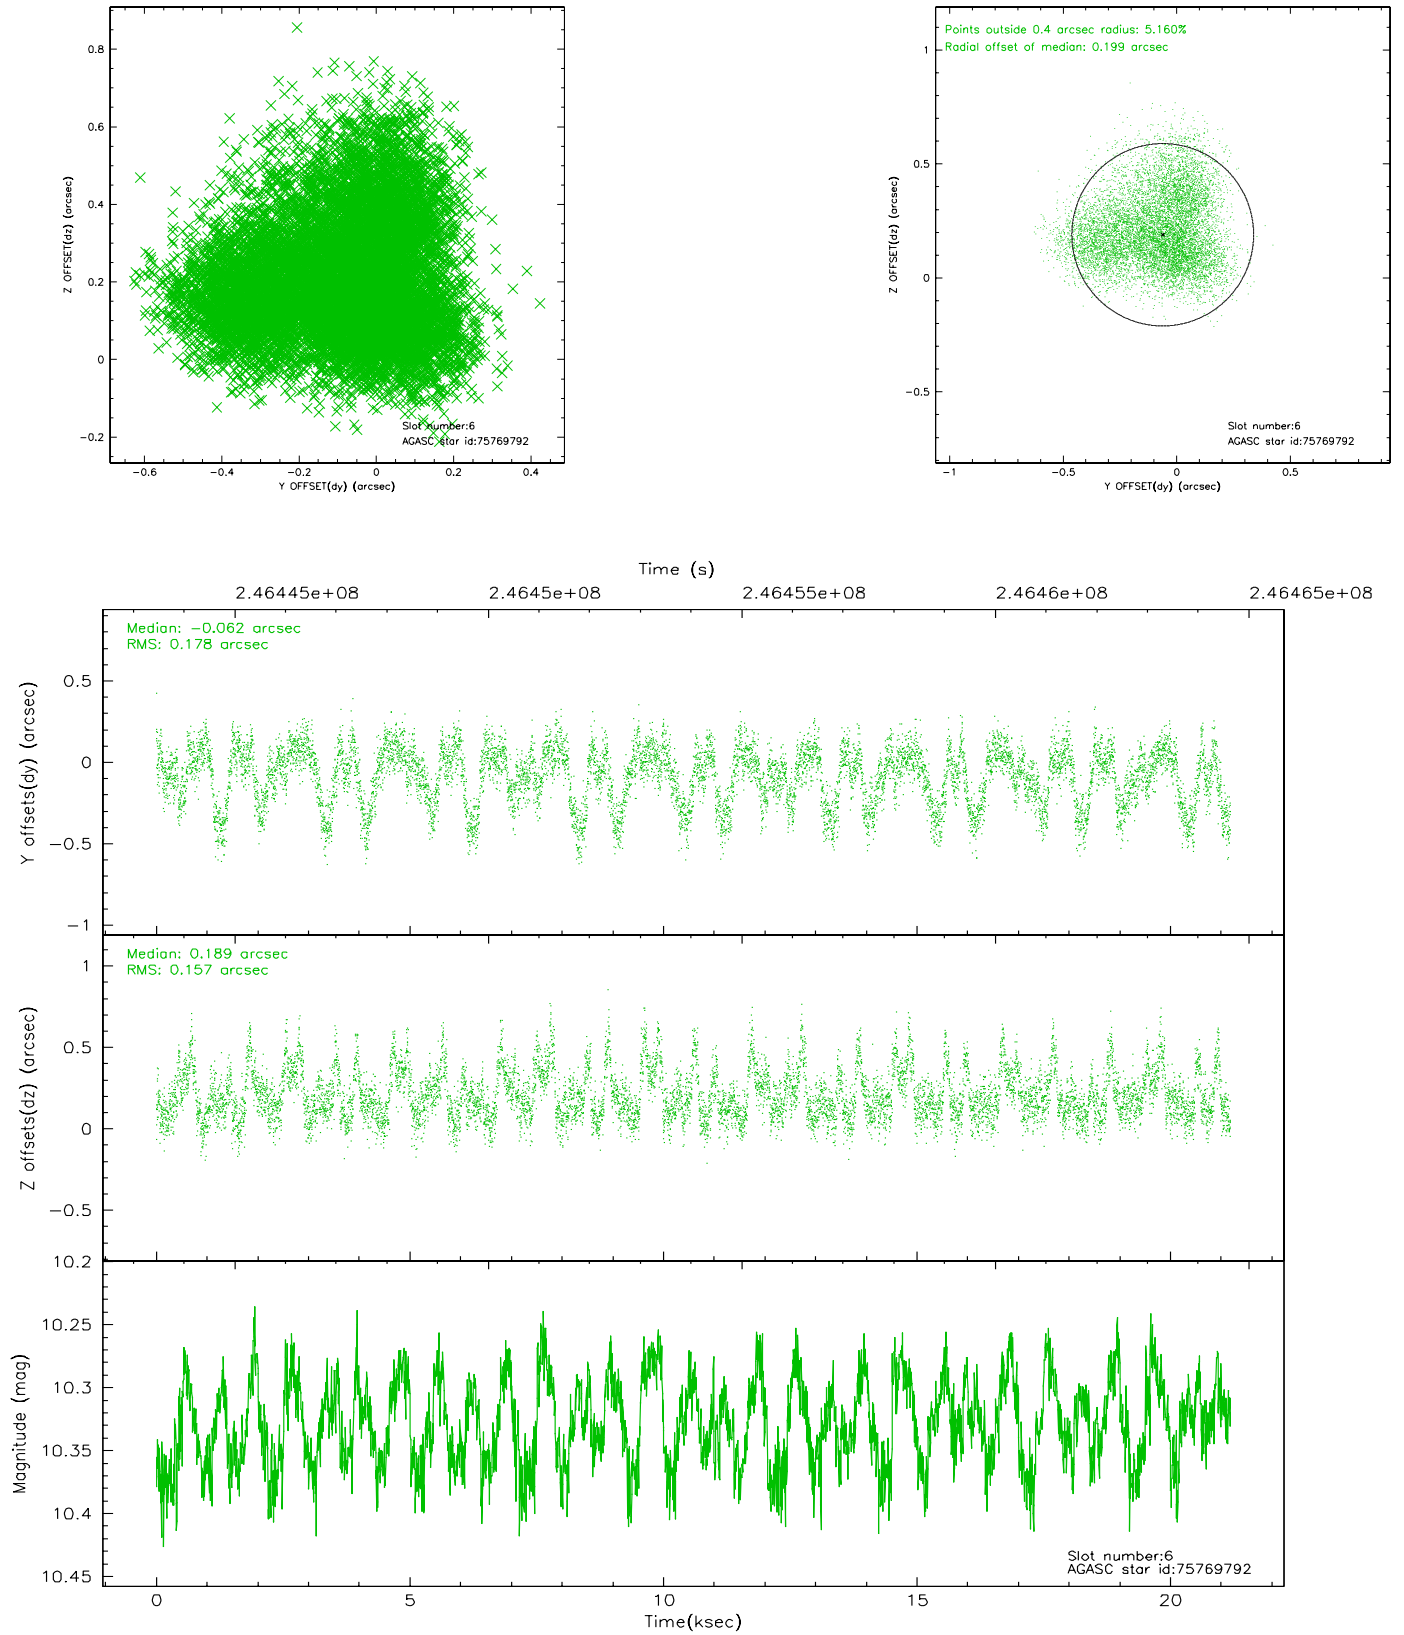 0.8
0.6
0.4
0.2
0
−0.2
−0.6
−0.4
−0.2
0
0.2
0.4
Z OFFSET(dz) (arcsec)
Y OFFSET(dy) (arcsec)
Slot number:6
AGASC star id:75769792
Points outside 0.4 arcsec radius: 5.160%
Radial offset of median: 0.199 arcsec
1
0.5
0
−0.5
−1
−0.5
0
0.5
Z OFFSET(dz) (arcsec)
Y OFFSET(dy) (arcsec)
Slot number:6
AGASC star id:75769792
Time (s)
2.46445e+08
2.4645e+08
2.46455e+08
2.4646e+08
2.46465e+08
Median: −0.062 arcsec
RMS: 0.178 arcsec
0.5
0
−0.5
−1
Y offsets(dy) (arcsec)
Median: 0.189 arcsec
RMS: 0.157 arcsec
1
0.5
0
−0.5
Z offsets(dz) (arcsec)
10.2
10.25
10.3
10.35
10.4
10.45
Magnitude (mag)
Slot number:6
AGASC star id:75769792
0
5
10
15
20
Time(ksec)